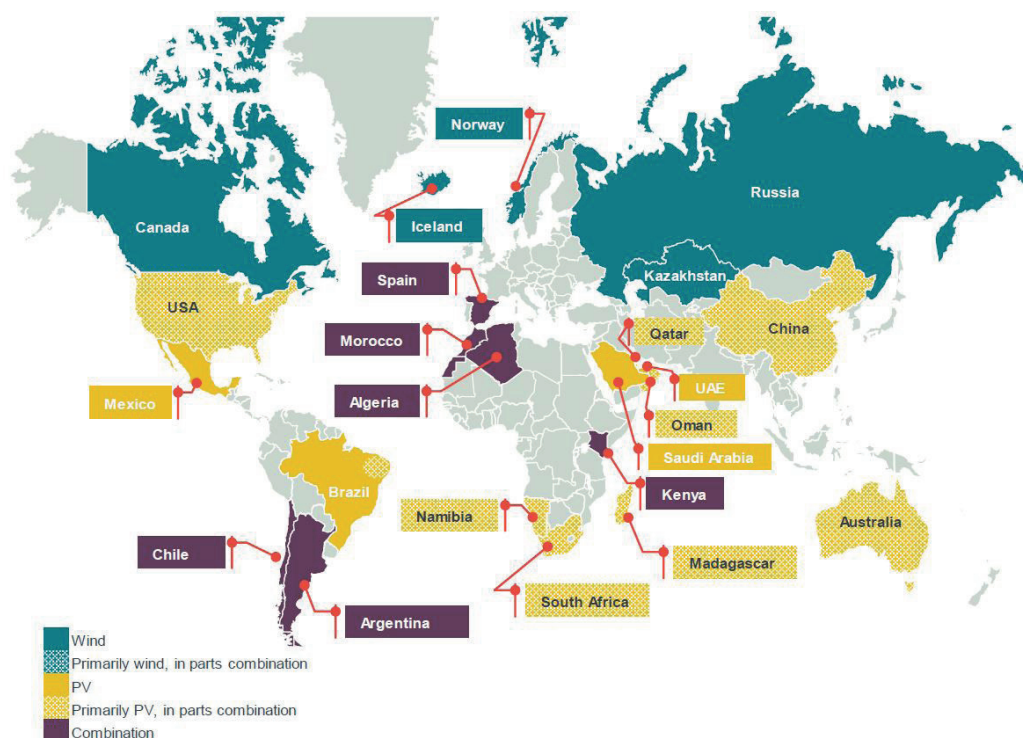 Norway
Russia
Canada
Iceland
Spain
Kazakhstan
USA
Qatar
China
Morocco
Mexico
Algeria
UAE
Oman
Saudi Arabia
Brazil
Kenya
Namibia
Australia
Chile
Madagascar
South Africa
Argentina
Wind
Primarily wind, in parts combination
PV
Primarily PV, in parts combination
Combination